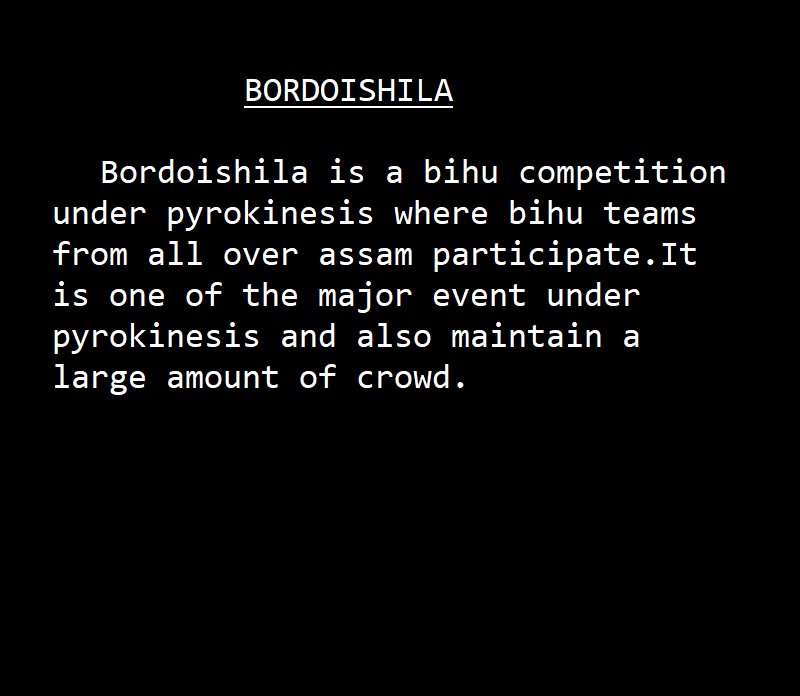 BORDOISHILA
Bordoishila is a bihu competition
under pyrokinesis where bihu teams
from all over assam participate.It
is one of the major event under
pyrokinesis and also maintain a
large amount of crowd.